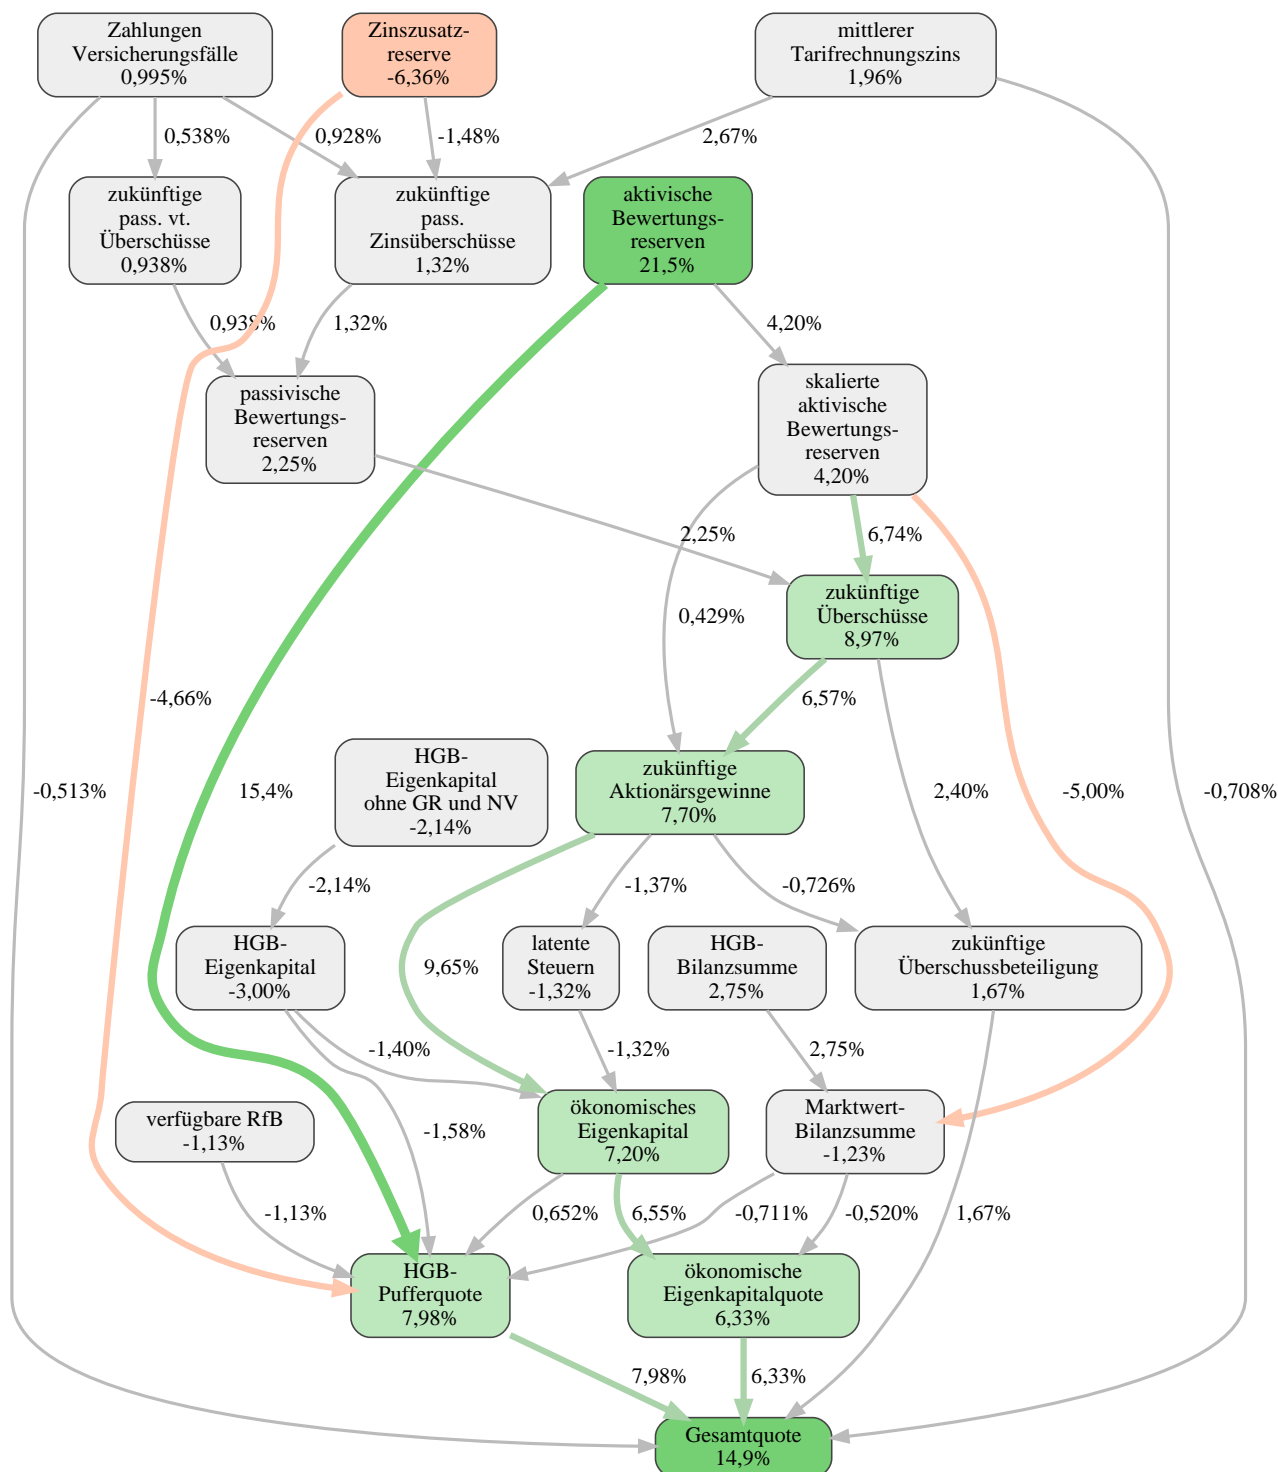 Zahlungen
Versicherungsfälle
0,995%
Zinszusatz-
reserve
-6,36%
mittlerer
Tarifrechnungszins
1,96%
0,538%
0,928%
-1,48%
2,67%
zukünftige
pass. vt.
Überschüsse
0,938%
zukünftige
pass.
Zinsüberschüsse
1,32%
aktivische
Bewertungs-
reserven
21,5%
0,938%
1,32%
4,20%
passivische
Bewertungs-
reserven
2,25%
skalierte
aktivische
Bewertungs-
reserven
4,20%
2,25%
6,74%
zukünftige
Überschüsse
8,97%
0,429%
-4,66%
6,57%
HGB-
Eigenkapital
ohne GR und NV
-2,14%
zukünftige
Aktionärsgewinne
7,70%
-0,513%
15,4%
2,40%
-5,00%
-0,708%
-2,14%
-1,37%
-0,726%
HGB-
Eigenkapital
-3,00%
9,65%
latente
Steuern
-1,32%
HGB-
Bilanzsumme
2,75%
zukünftige
Überschussbeteiligung
1,67%
-1,40%
-1,32%
2,75%
verfügbare RfB
-1,13%
-1,58%
ökonomisches
Eigenkapital
7,20%
Marktwert-
Bilanzsumme
-1,23%
-1,13%
0,652%
6,55%
-0,711%
-0,520%
1,67%
HGB-
Pufferquote
7,98%
ökonomische
Eigenkapitalquote
6,33%
7,98%
6,33%
Gesamtquote
14,9%